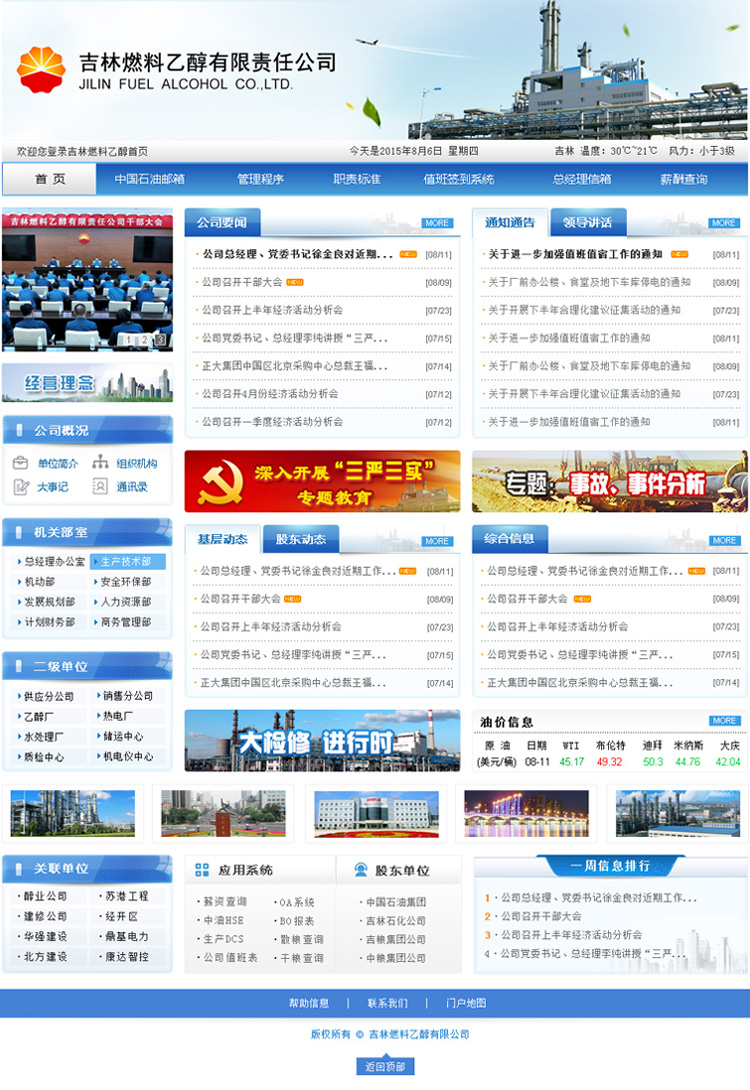 吉林燃料乙醇有限责任公司
JILIN FUEL ALCOHOL CO.,LTD.
欢迎您登录吉林燃料乙醇首页
今天是2015年8月6日 星期四
吉林 温度：30℃~21℃ 风力：小于3级
首 页
中国石油邮箱
管理程序
职责标准
值班签到系统
总经理信箱
薪酬查询
吉林燃料乙醇有限责任公司干部大会
1 2 3
经营理念
公司概况
单位简介 组织机构
大事记 通讯录
机关部室
总经理办公室 生产技术部
机动部 安全环保部
发展规划部 人力资源部
计划财务部 商务管理部
二级单位
供应分公司 销售分公司
乙醇厂 热电厂
水处理厂 储运中心
质检中心 机电仪中心
公司要闻 MORE
公司总经理、党委书记徐金良对近期... NEW [08/11]
公司召开干部大会 NEW [08/09]
公司召开上半年经济活动分析会 [07/23]
公司党委书记、总经理李纯讲授“三严... [07/15]
正大集团中国区北京采购中心总裁王福... [07/14]
公司召开4月份经济活动分析会 [07/12]
公司召开一季度经济活动分析会 [07/12]
通知通告 领导讲话 MORE
关于进一步加强值班值宿工作的通知 NEW [08/11]
关于厂前办公楼、食堂及地下车库停电的通知 [08/09]
关于开展下半年合理化建议征集活动的通知 [07/23]
关于进一步加强值班值宿工作的通知 [08/11]
关于厂前办公楼、食堂及地下车库停电的通知 [08/09]
关于开展下半年合理化建议征集活动的通知 [07/23]
关于进一步加强值班值宿工作的通知 [08/11]
深入开展“三严三实”
专题教育
专题：事故、事件分析
基层动态 股东动态 MORE
公司总经理、党委书记徐金良对近期工作... NEW [08/11]
公司召开干部大会 NEW [08/09]
公司召开上半年经济活动分析会 [07/23]
公司党委书记、总经理李纯讲授“三严... [07/15]
正大集团中国区北京采购中心总裁王福... [07/14]
综合信息 MORE
公司总经理、党委书记徐金良对近期工作... NEW [08/11]
公司召开干部大会 NEW [08/09]
公司召开上半年经济活动分析会 [07/23]
公司党委书记、总经理李纯讲授“三严... [07/15]
正大集团中国区北京采购中心总裁王福... [07/14]
大检修 进行时
油价信息 MORE
原 油 日期 WTI 布伦特 迪拜 米纳斯 大庆
(美元/桶) 08-11 45.17 49.32 50.3 44.76 42.04
关联单位
醇业公司 苏港工程
建修公司 经开区
华强建设 鼎基电力
北方建设 康达智控
应用系统
薪资查询 OA系统
中油HSE BO报表
生产DCS 散粮查询
公司值班表 干粮查询
股东单位
中国石油集团
吉林石化公司
吉粮集团公司
中粮集团公司
一周信息排行
1 · 公司总经理、党委书记徐金良对近期工作...
2 · 公司召开干部大会
3 · 公司召开上半年经济活动分析会
4 · 公司党委书记、总经理李纯讲授“三严...
帮助信息 | 联系我们 | 门户地图
版权所有 © 吉林燃料乙醇有限公司
返回顶部